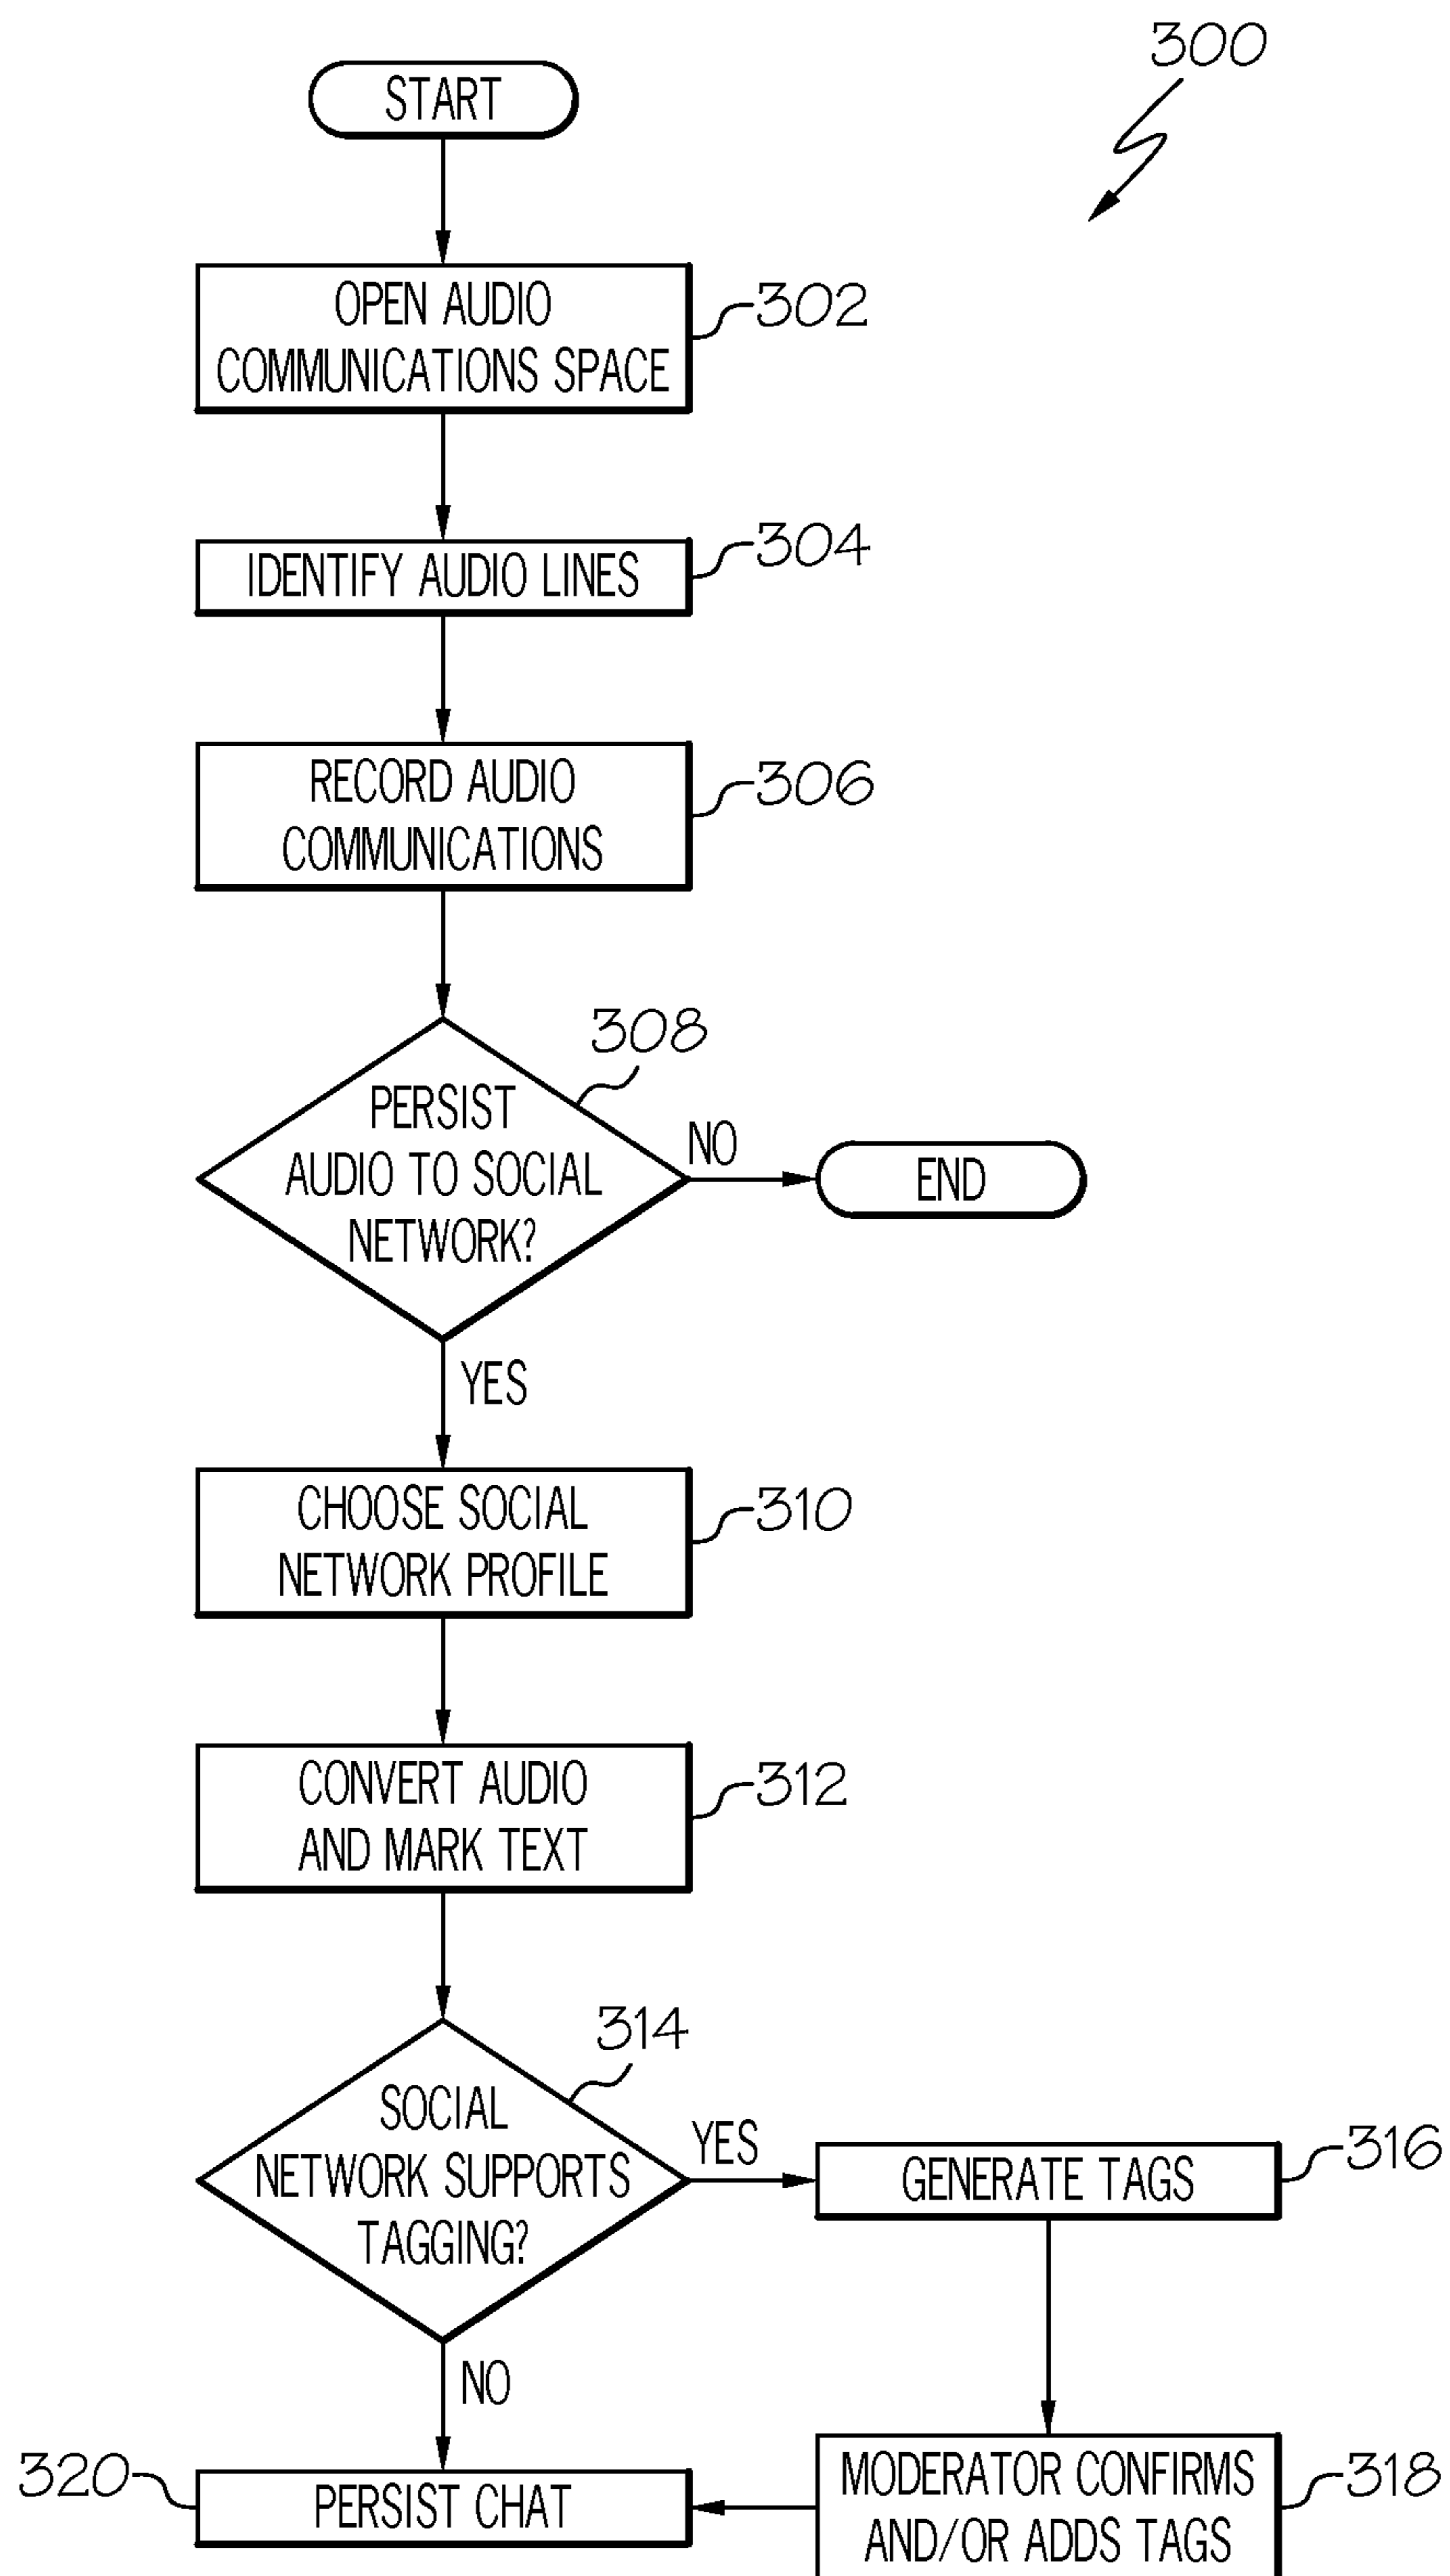 300
START
OPEN AUDIO
COMMUNICATIONS SPACE
302
IDENTIFY AUDIO LINES
304
RECORD AUDIO
COMMUNICATIONS
306
308
PERSIST
AUDIO TO SOCIAL
NETWORK?
NO
END
YES
CHOOSE SOCIAL
NETWORK PROFILE
310
CONVERT AUDIO
AND MARK TEXT
312
314
SOCIAL
NETWORK SUPPORTS
TAGGING?
YES
GENERATE TAGS
316
NO
320
PERSIST CHAT
MODERATOR CONFIRMS
AND/OR ADDS TAGS
318